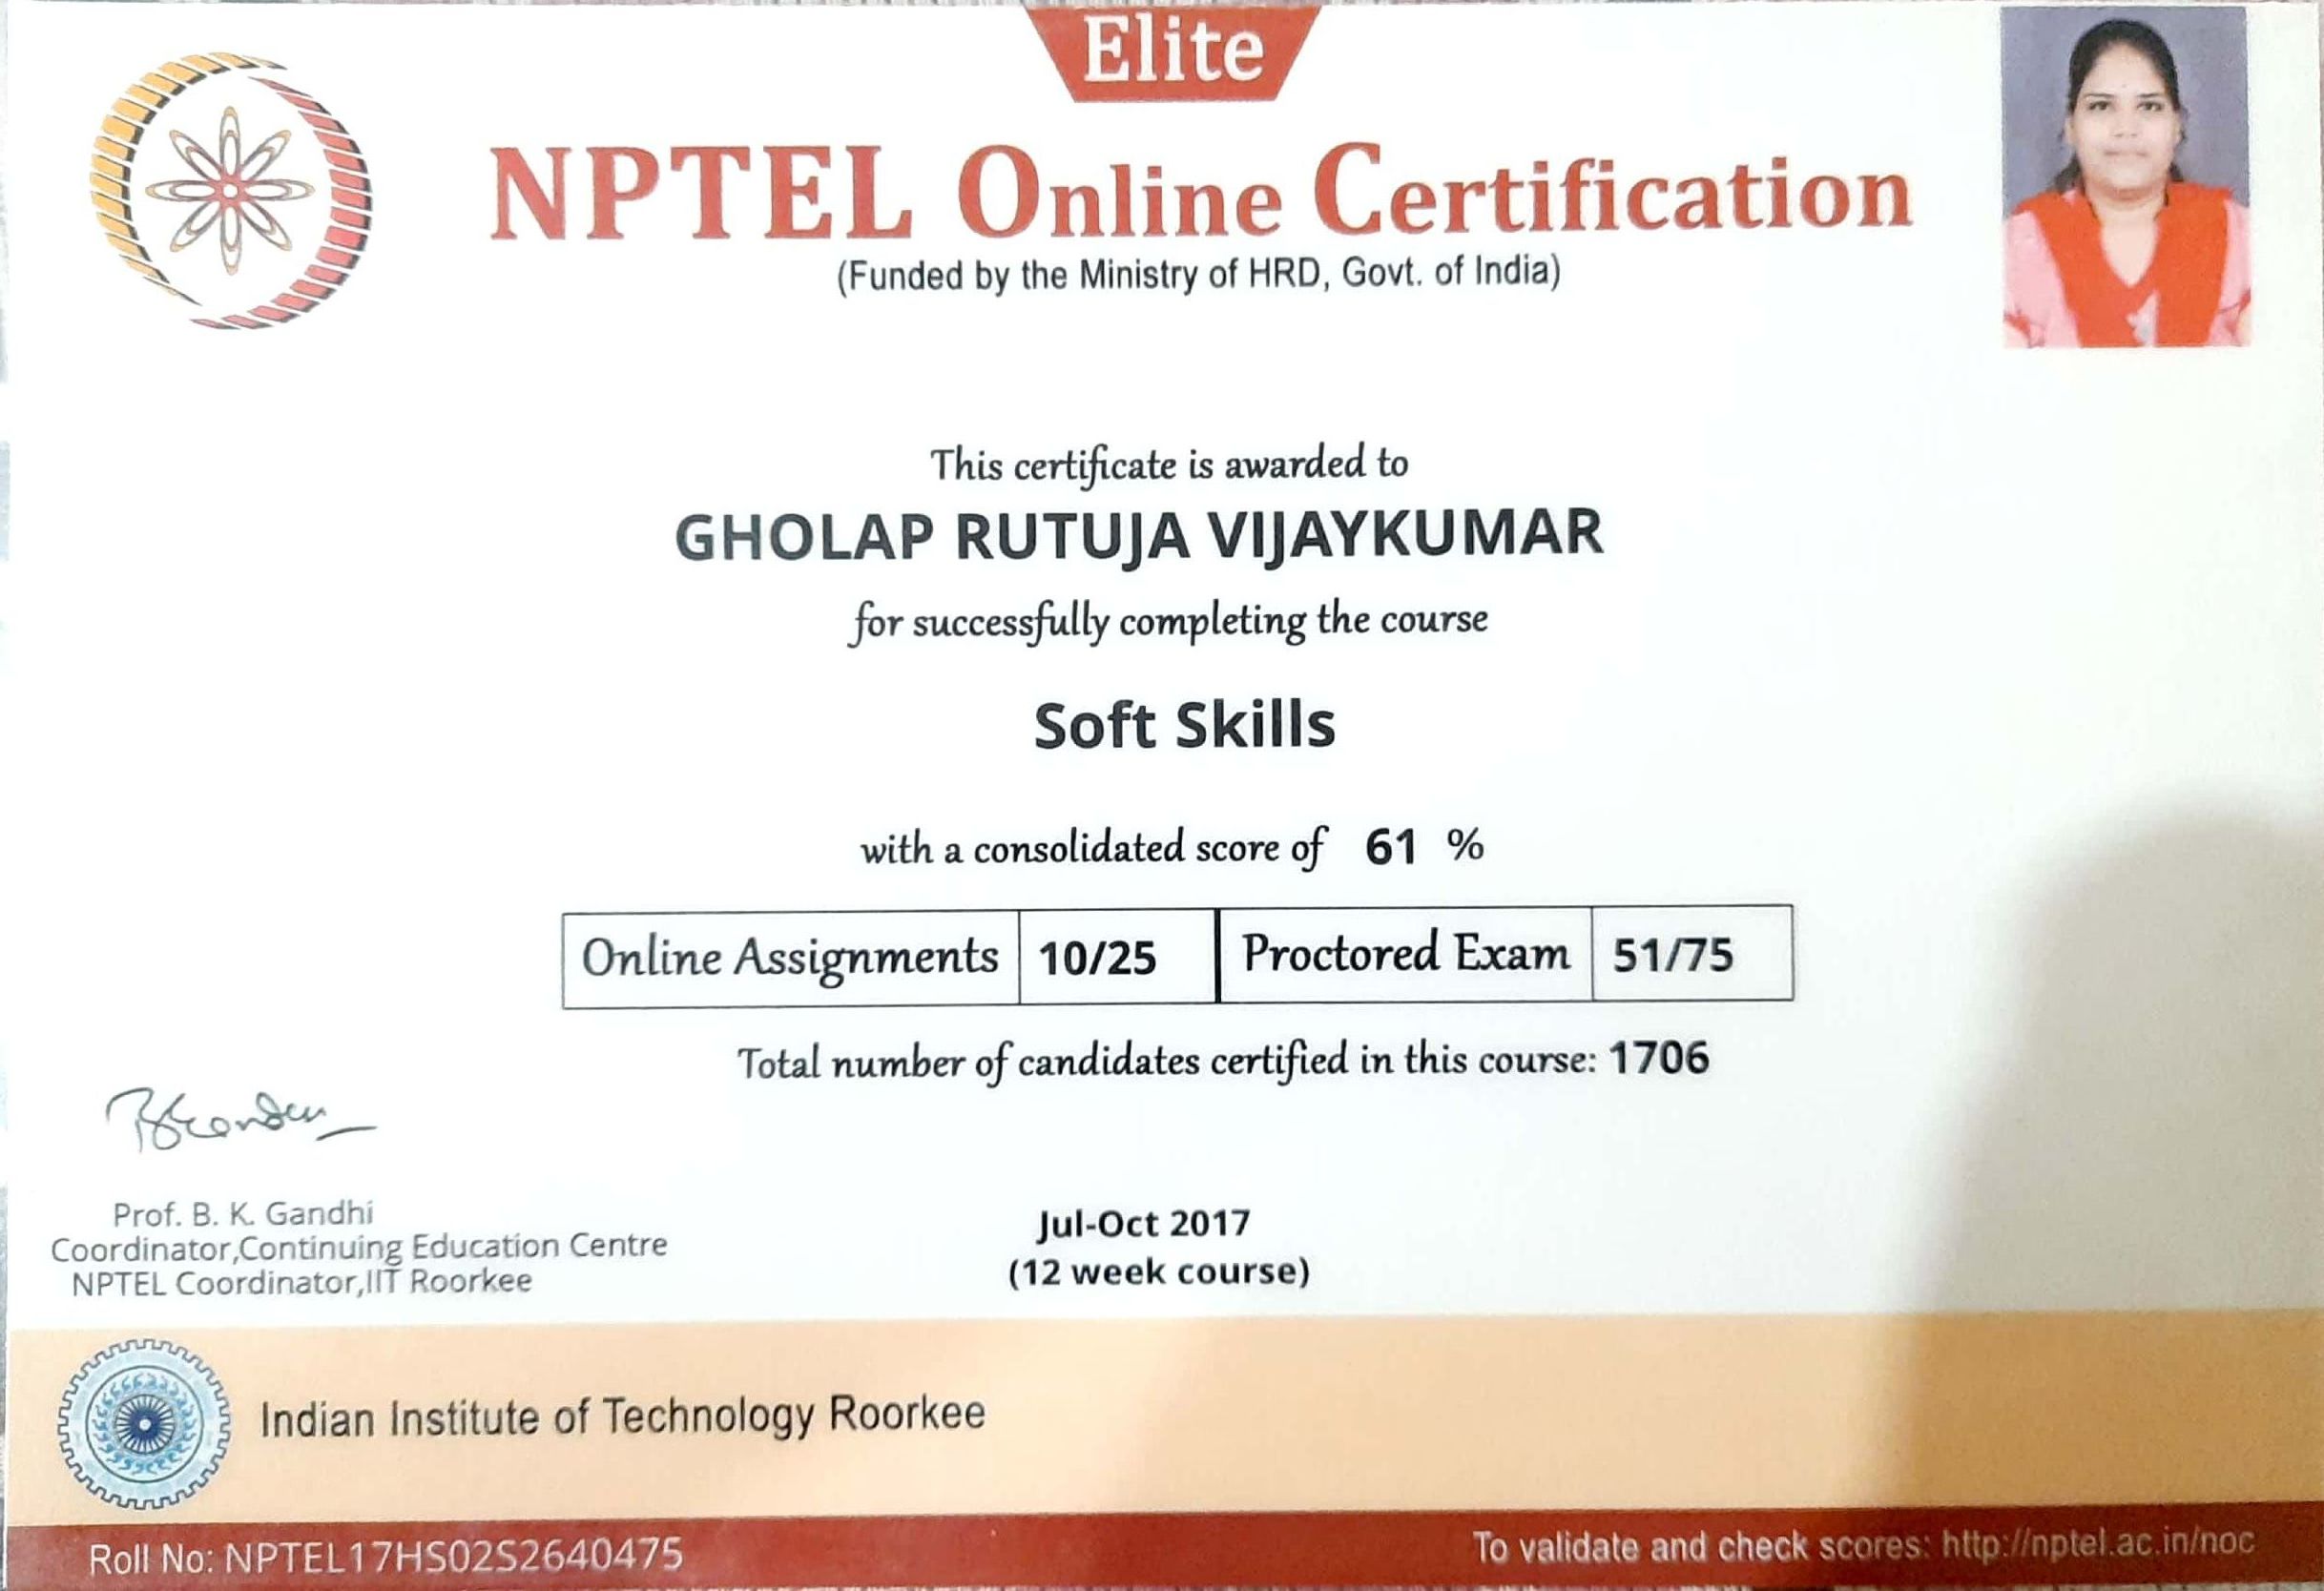 Elite
NPTEL Online Certification
(Funded by the Ministry of HRD, Govt. of India)
This certificate is awarded to
GHOLAP RUTUJA VIJAYKUMAR
for successfully completing the course
Soft Skills
with a consolidated score of 61 %
Online Assignments 10/25 Proctored Exam 51/75
Total number of candidates certified in this course: 1706
Prof. B. K. Gandhi
Coordinator,Continuing Education Centre
NPTEL Coordinator,IIT Roorkee
Jul-Oct 2017
(12 week course)
Indian Institute of Technology Roorkee
Roll No: NPTEL17HS02S2640475
To validate and check scores: http://nptel.ac.in/noc